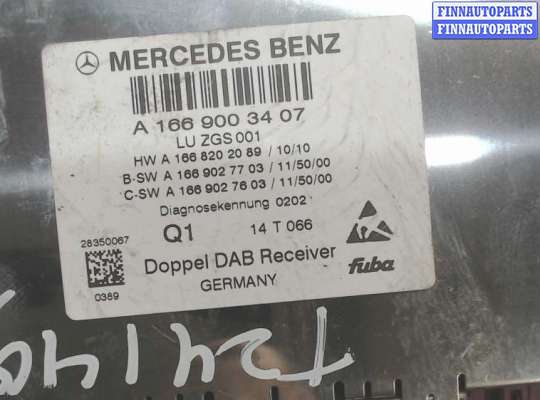 FINNAUTOPARTS
FINNAUTOPARTS
FINNAUTOPARTS
MERCEDES BENZ
A 166 900 34 07
LU ZGS 001
HW A 166 820 20 89 / 10/10
B-SW A 166 902 77 03 / 11/50/00
C-SW A 166 902 76 03 / 11/50/00
Diagnosekennung 0202
28350067
Q1
14 T 066
0369
Doppel DAB Receiver
fuba
GERMANY